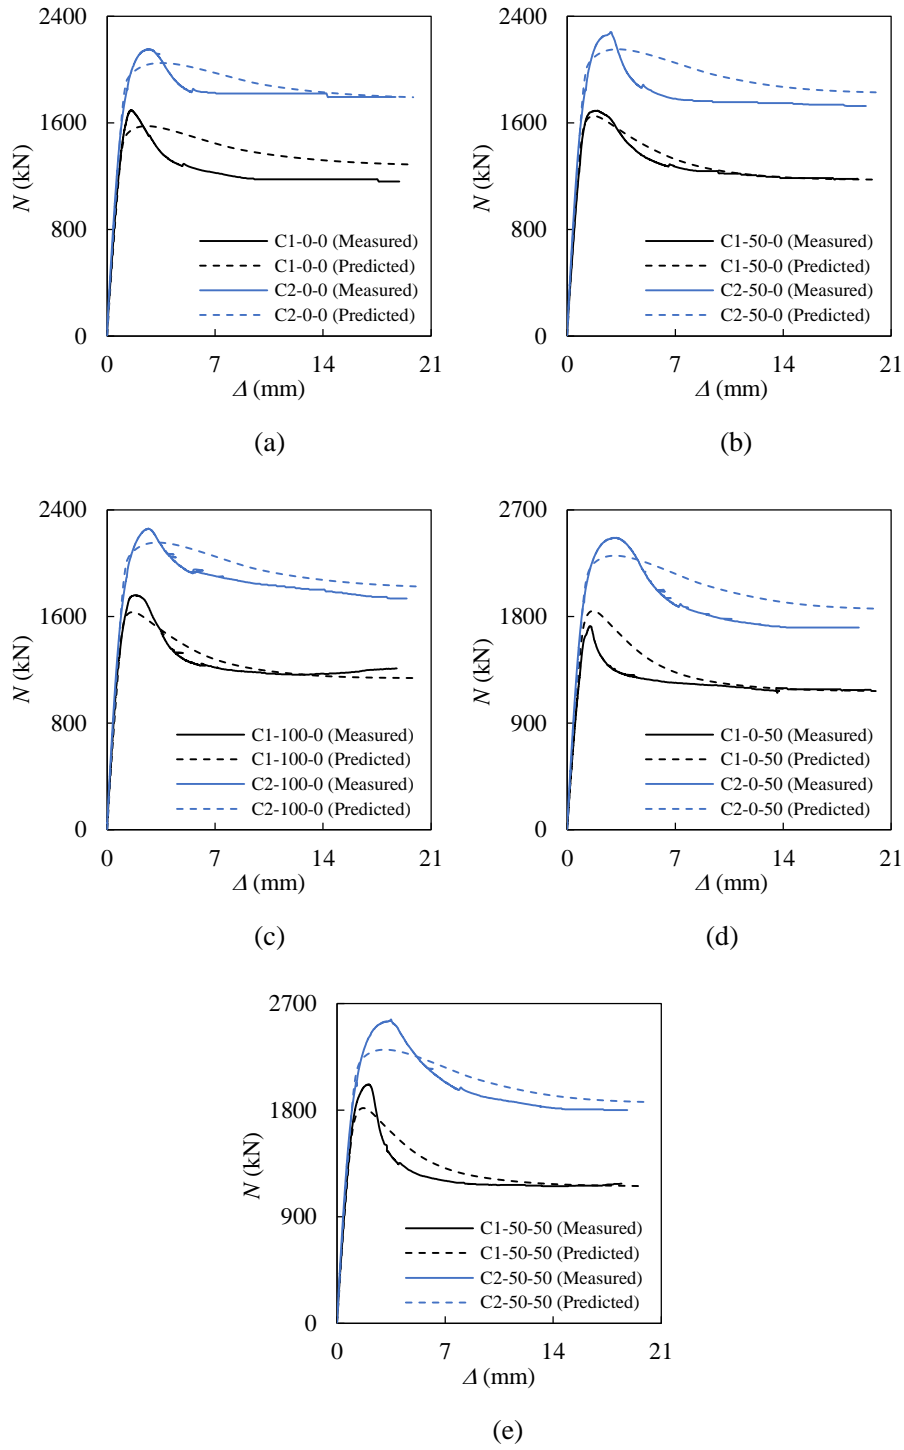 2400
1600
800
0
N (kN)
C1-0-0 (Measured)
C1-0-0 (Predicted)
C2-0-0 (Measured)
C2-0-0 (Predicted)
0 7 14 21
Δ (mm)
(a)
2400
1600
800
0
N (kN)
C1-50-0 (Measured)
C1-50-0 (Predicted)
C2-50-0 (Measured)
C2-50-0 (Predicted)
0 7 14 21
Δ (mm)
(b)
2400
1600
800
0
N (kN)
C1-100-0 (Measured)
C1-100-0 (Predicted)
C2-100-0 (Measured)
C2-100-0 (Predicted)
0 7 14 21
Δ (mm)
(c)
2700
1800
900
0
N (kN)
C1-0-50 (Measured)
C1-0-50 (Predicted)
C2-0-50 (Measured)
C2-0-50 (Predicted)
0 7 14 21
Δ (mm)
(d)
2700
1800
900
0
N (kN)
C1-50-50 (Measured)
C1-50-50 (Predicted)
C2-50-50 (Measured)
C2-50-50 (Predicted)
0 7 14 21
Δ (mm)
(e)